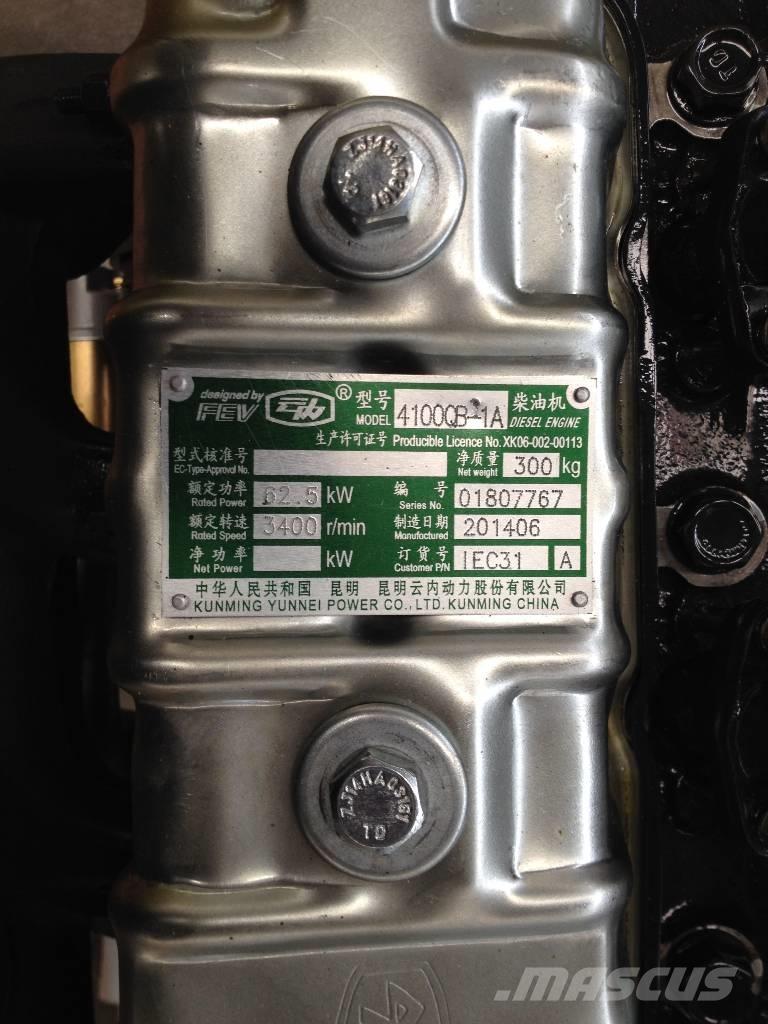 TD
ZJ14HA03161
designed by
FEV
云内
®
型号
MODEL
4100QB-1A
柴油机
DIESEL ENGINE
生产许可证号 Producible Licence No. XK06-002-00113
型式核准号
EC-Type-Approval No.
净质量
Net weight
300 kg
额定功率
Rated Power
62.5 kW
编 号
Series No.
01807767
额定转速
Rated Speed
3400 r/min
制造日期
Manufactured
201406
净功率
Net Power
kW
订货号
Customer P/N
IEC31 A
中华人民共和国 昆明 昆明云内动力股份有限公司
KUNMING YUNNEI POWER CO., LTD. KUNMING CHINA
ZJ14HA03161
TD
MASCUS